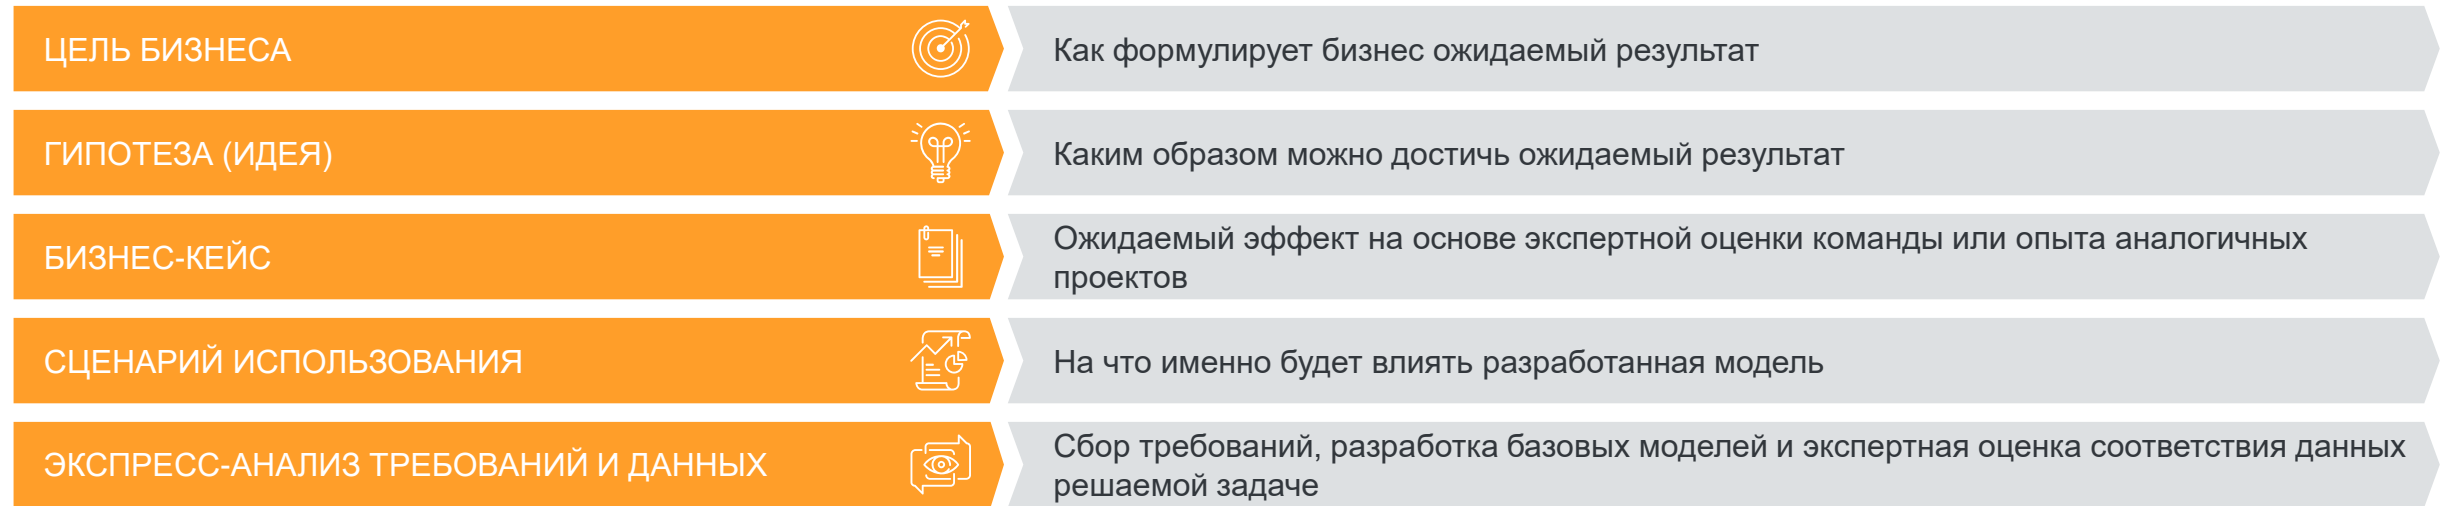 ЦЕЛЬ БИЗНЕСА
Как формулирует бизнес ожидаемый результат
ГИПОТЕЗА (ИДЕЯ)
Каким образом можно достичь ожидаемый результат
БИЗНЕС-КЕЙС
Ожидаемый эффект на основе экспертной оценки команды или опыта аналогичных
проектов
СЦЕНАРИЙ ИСПОЛЬЗОВАНИЯ
На что именно будет влиять разработанная модель
ЭКСПРЕСС-АНАЛИЗ ТРЕБОВАНИЙ И ДАННЫХ
Сбор требований, разработка базовых моделей и экспертная оценка соответствия данных
решаемой задаче